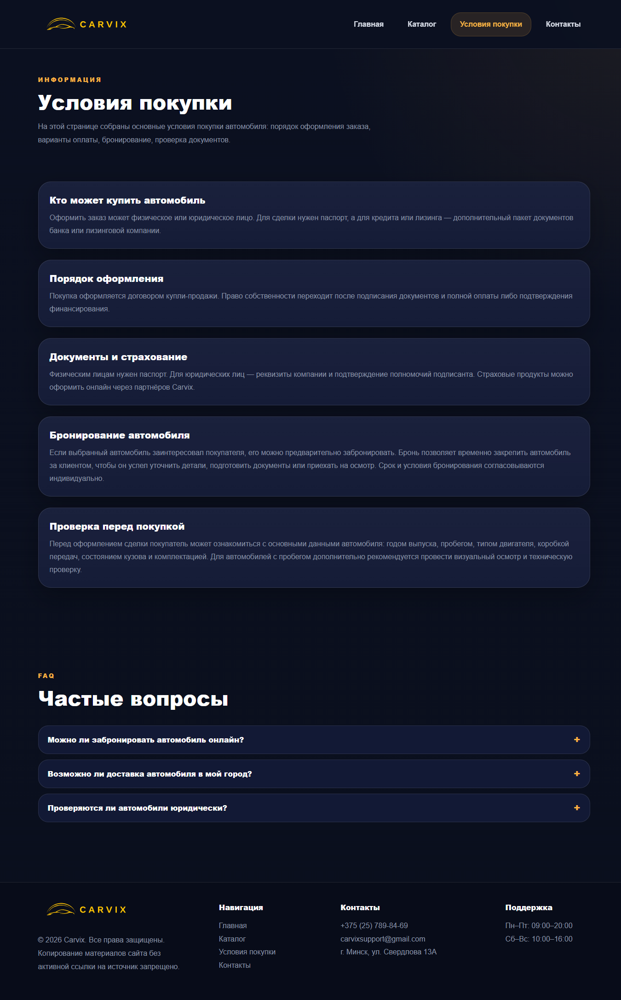 CARVIX
Главная
Каталог
Условия покупки
Контакты
ИНФОРМАЦИЯ
Условия покупки
На этой странице собраны основные условия покупки автомобиля: порядок оформления заказа,
варианты оплаты, бронирование, проверка документов.
Кто может купить автомобиль
Оформить заказ может физическое или юридическое лицо. Для сделки нужен паспорт, а для кредита или лизинга — дополнительный пакет документов
банка или лизинговой компании.
Порядок оформления
Покупка оформляется договором купли-продажи. Право собственности переходит после подписания документов и полной оплаты либо подтверждения
финансирования.
Документы и страхование
Физическим лицам нужен паспорт. Для юридических лиц — реквизиты компании и подтверждение полномочий подписанта. Страховые продукты можно
оформить онлайн через партнёров Carvix.
Бронирование автомобиля
Если выбранный автомобиль заинтересовал покупателя, его можно предварительно забронировать. Бронь позволяет временно закрепить автомобиль
за клиентом, чтобы он успел уточнить детали, подготовить документы или приехать на осмотр. Срок и условия бронирования согласовываются
индивидуально.
Проверка перед покупкой
Перед оформлением сделки покупатель может ознакомиться с основными данными автомобиля: годом выпуска, пробегом, типом двигателя, коробкой
передач, состоянием кузова и комплектацией. Для автомобилей с пробегом дополнительно рекомендуется провести визуальный осмотр и техническую
проверку.
FAQ
Частые вопросы
Можно ли забронировать автомобиль онлайн? +
Возможно ли доставка автомобиля в мой город? +
Проверяются ли автомобили юридически? +
CARVIX
© 2026 Carvix. Все права защищены.
Копирование материалов сайта без
активной ссылки на источник запрещено.
Навигация
Главная
Каталог
Условия покупки
Контакты
Контакты
+375 (25) 789-84-69
carvixsupport@gmail.com
г. Минск, ул. Свердлова 13А
Поддержка
Пн–Пт: 09:00–20:00
Сб–Вс: 10:00–16:00